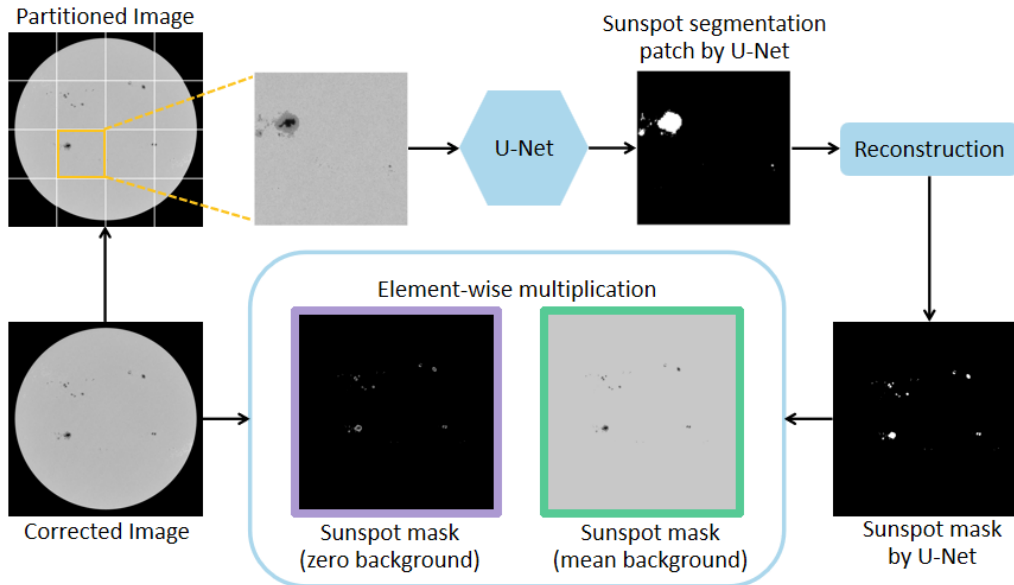 Partitioned Image
Sunspot segmentation
patch by U-Net
U-Net
Reconstruction
Element-wise multiplication
Corrected Image
Sunspot mask
(zero background)
Sunspot mask
(mean background)
Sunspot mask
by U-Net